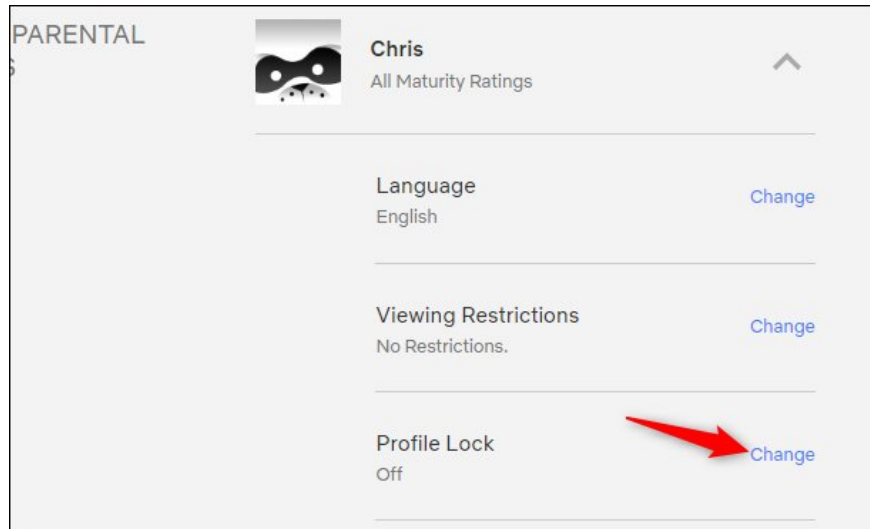 PARENTAL
S
Chris
All Maturity Ratings
Language
English
Change
Viewing Restrictions
No Restrictions.
Change
Profile Lock
Off
Change